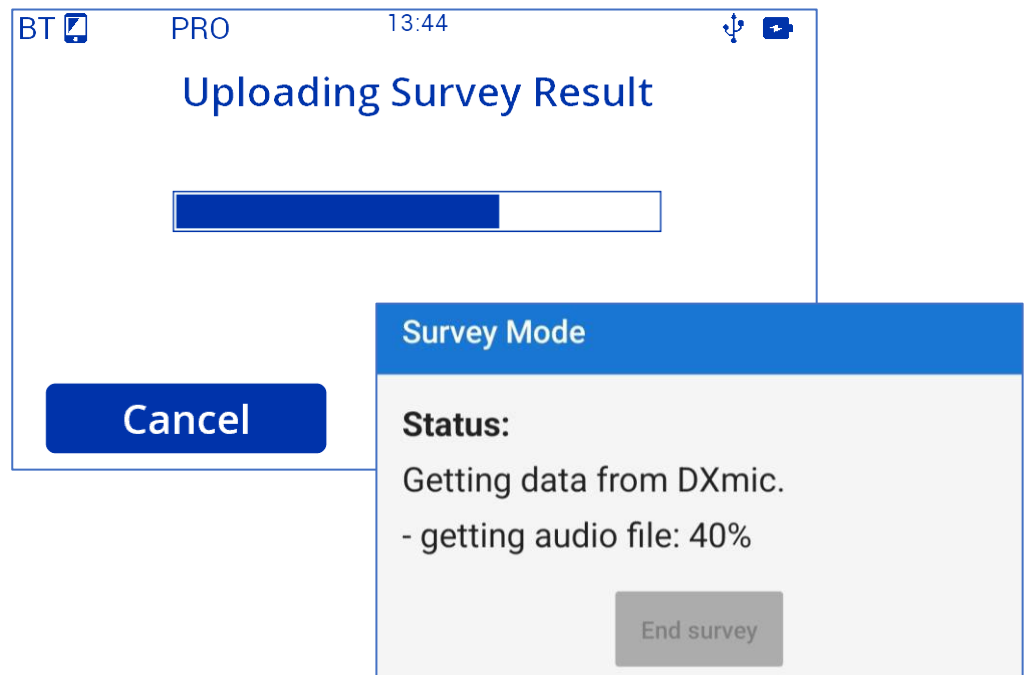 BT PRO 13:44
Uploading Survey Result
Cancel
Survey Mode
Status:
Getting data from DXmic.
- getting audio file: 40%
End survey